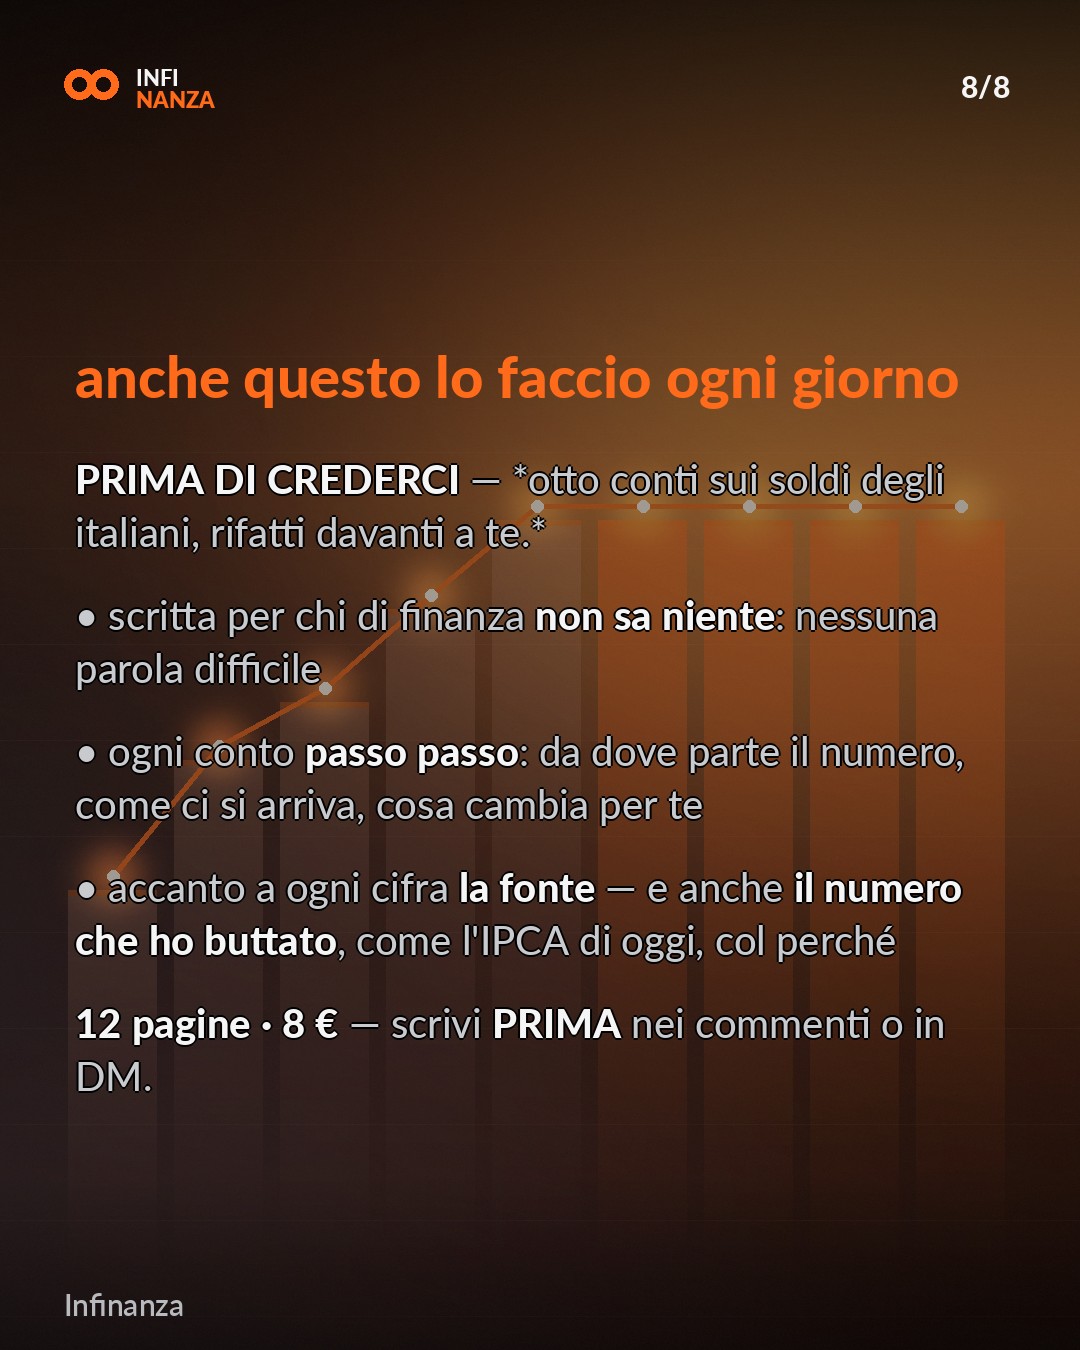 INFI
NANZA
8/8
anche questo lo faccio ogni giorno
PRIMA DI CREDERCI — *otto conti sui soldi degli
italiani, rifatti davanti a te.*
• scritta per chi di finanza non sa niente: nessuna
parola difficile
• ogni conto passo passo: da dove parte il numero,
come ci si arriva, cosa cambia per te
• accanto a ogni cifra la fonte — e anche il numero
che ho buttato, come l'IPCA di oggi, col perché
12 pagine · 8 € — scrivi PRIMA nei commenti o in
DM.
Infinanza